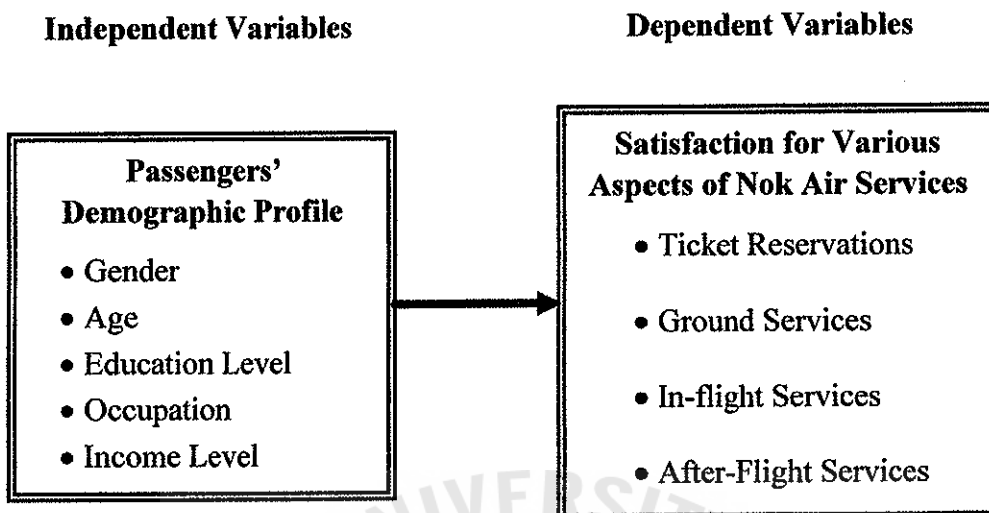 Independent Variables
Dependent Variables
Passengers'
Demographic Profile
• Gender
• Age
• Education Level
• Occupation
• Income Level
Satisfaction for Various
Aspects of Nok Air Services
• Ticket Reservations
• Ground Services
• In-flight Services
• After-Flight Services